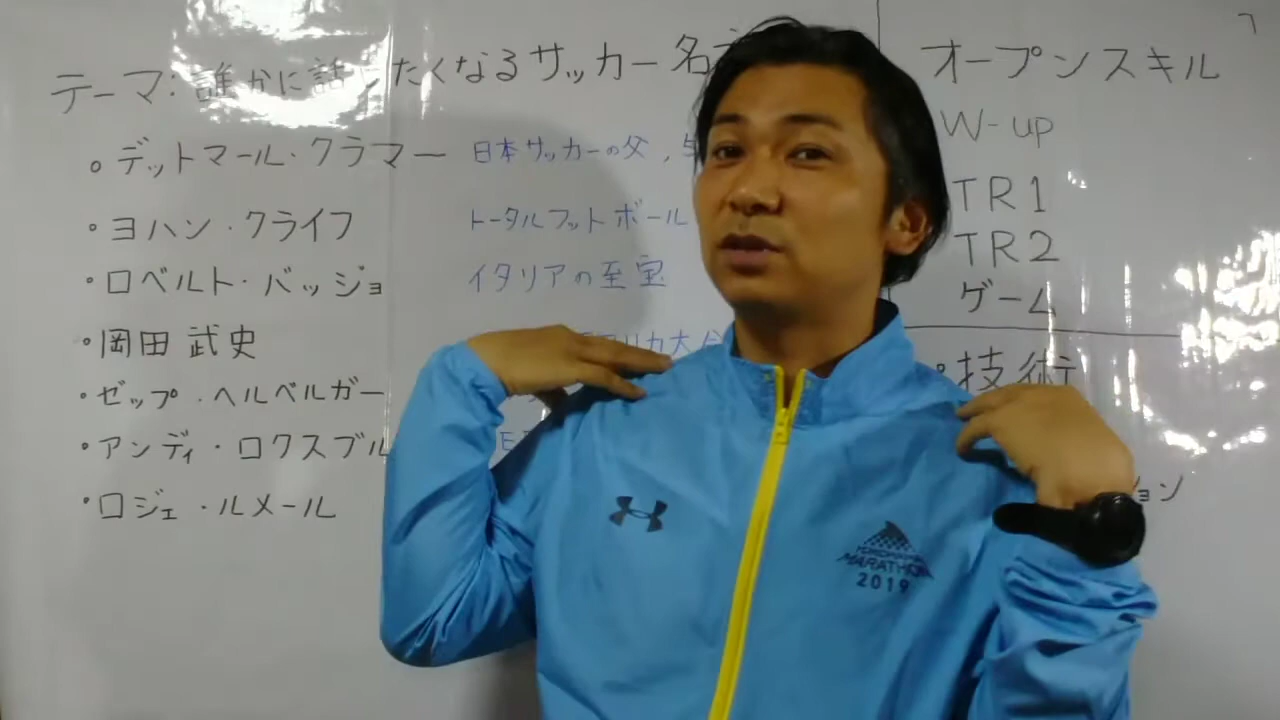 テーマ:誰かに話したくなるサッカー名
・デットマール・クラマー 日本サッカーの父,
・ヨハン・クライフ トータルフットボール
・ロベルト・バッジョ イタリアの至宝
・岡田 武史
・ゼップ・ヘルベルガー
・アンディ・ロクスブル
・ロジェ・ルメール
オープンスキル
W-up
TR1
TR2
ゲーム
・技術
ョン
MARATHON
2019